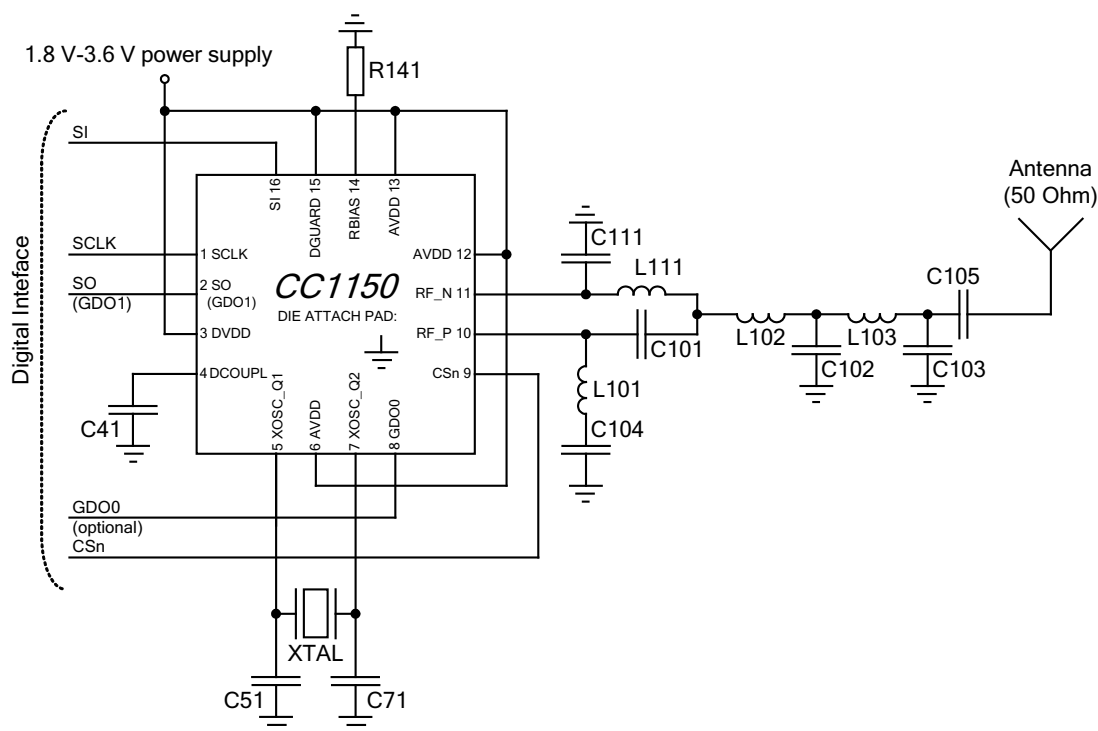 1.8 V-3.6 V power supply
R141
Digital Inteface
SI
SI 16
DGUARD 15
RBIAS 14
AVDD 13
Antenna
(50 Ohm)
SCLK
1 SCLK
AVDD 12
C111
SO
(GDO1)
2 SO
(GDO1)
CC1150
DIE ATTACH PAD:
RF_N 11
L111
C105
3 DVDD
RF_P 10
C101
L102
C102
L103
C103
4 DCOUPL
CSn 9
L101
C41
5 XOSC_Q1
6 AVDD
7 XOSC_Q2
8 GDO0
C104
GDO0
(optional)
CSn
XTAL
C51
C71